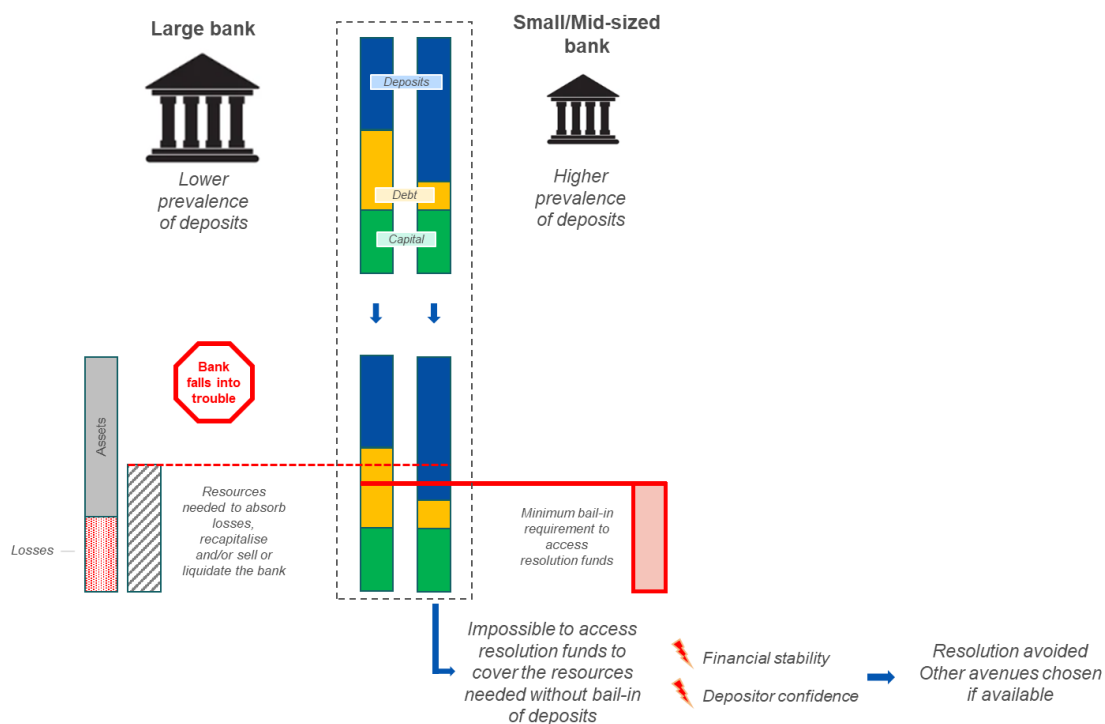 Large bank
Small/Mid-sized
bank
Deposits
Lower
prevalence
of deposits
Higher
prevalence
of deposits
Debt
Capital
Bank
falls into
trouble
Assets
Losses
Resources
needed to absorb
losses,
recapitalise
and/or sell or
liquidate the bank
Minimum bail-in
requirement to
access
resolution funds
Impossible to access
resolution funds to
cover the resources
needed without bail-in
of deposits
Financial stability
Depositor confidence
Resolution avoided
Other avenues chosen
if available